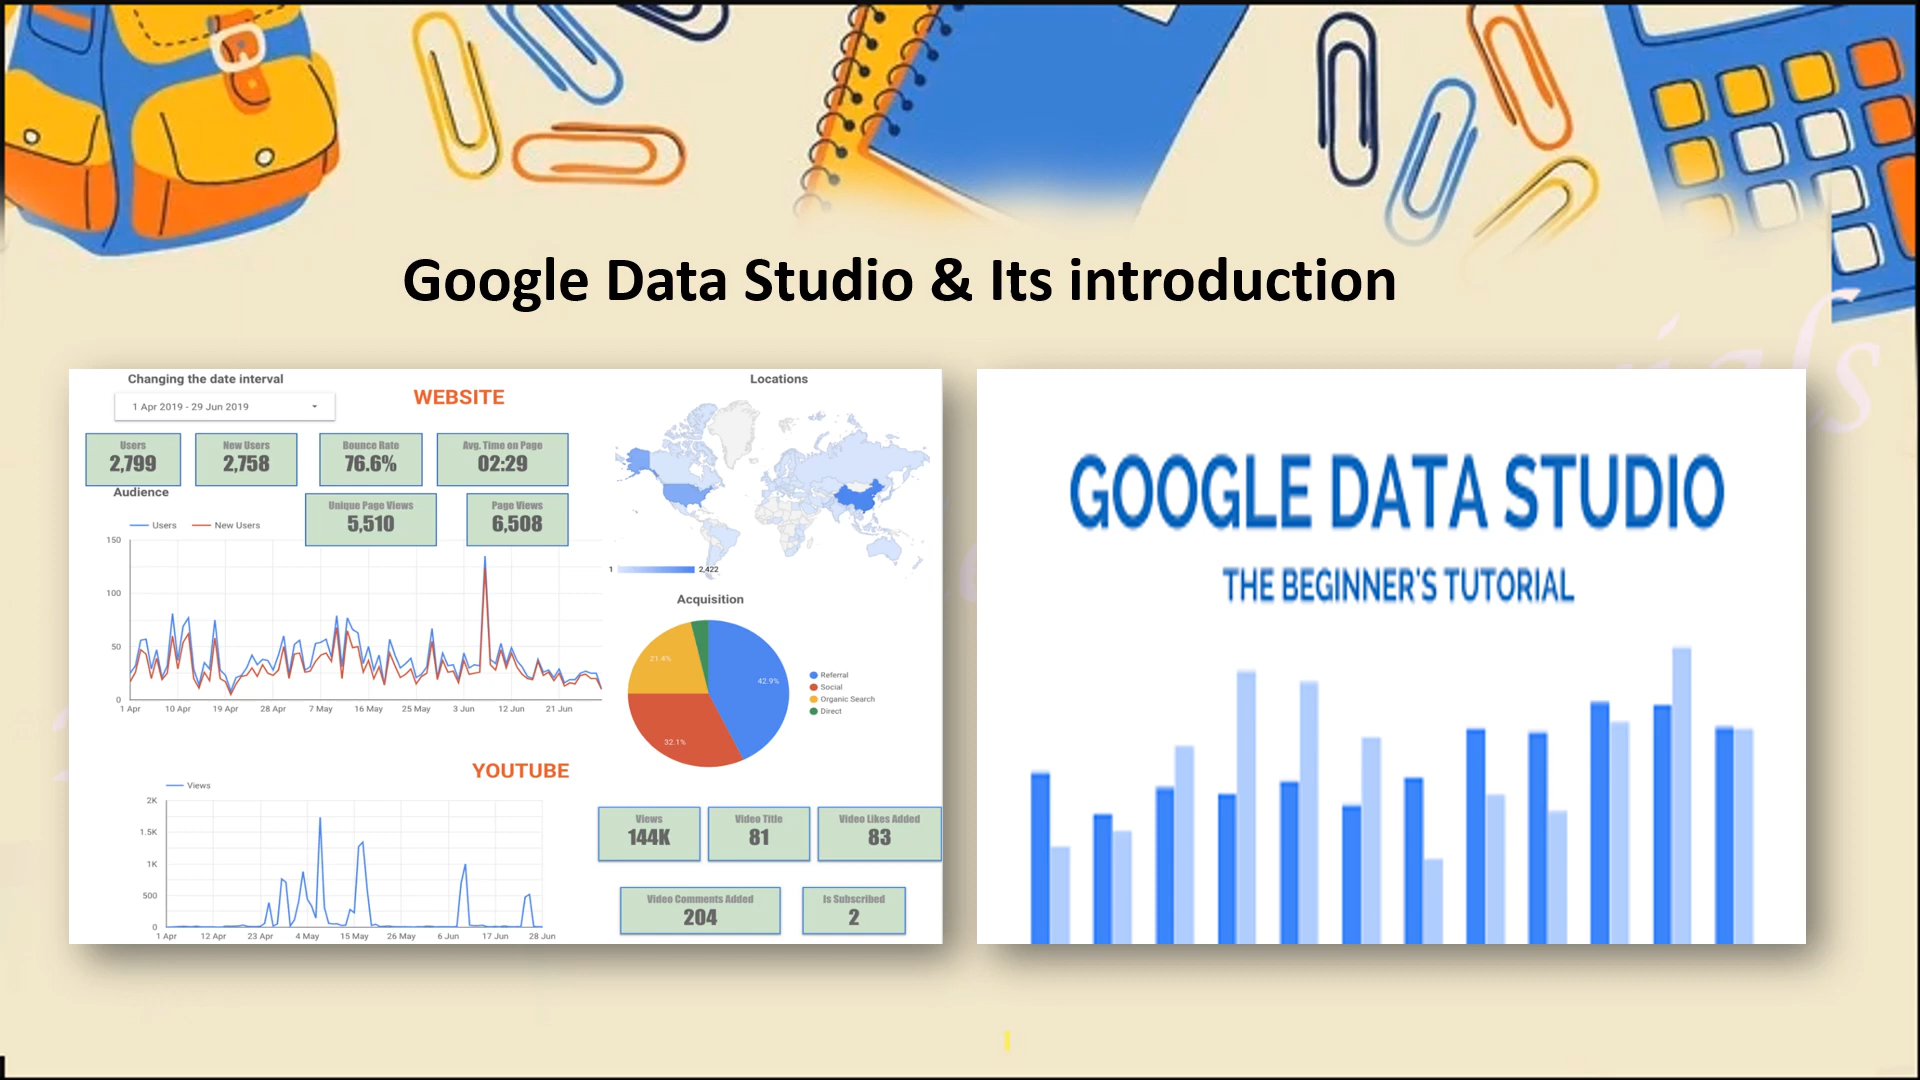 Google Data Studio & Its introduction
Changing the date interval
1 Apr 2019 - 29 Jun 2019
WEBSITE
Users
2,799
New Users
2,758
Bounce Rate
76.6%
Avg. Time on Page
02:29
Audience
Unique Page Views
5,510
Page Views
6,508
Users
New Users
150
100
50
0
1 Apr
10 Apr
19 Apr
28 Apr
7 May
16 May
25 May
3 Jun
12 Jun
21 Jun
Locations
1
2,422
Acquisition
21.4%
42.9%
32.1%
Referral
Social
Organic Search
Direct
YOUTUBE
Views
2K
1.5K
1K
500
0
1 Apr
12 Apr
23 Apr
4 May
15 May
26 May
6 Jun
17 Jun
28 Jun
Views
144K
Video Title
81
Video Likes Added
83
Video Comments Added
204
Is Subscribed
2
GOOGLE DATA STUDIO
THE BEGINNER'S TUTORIAL